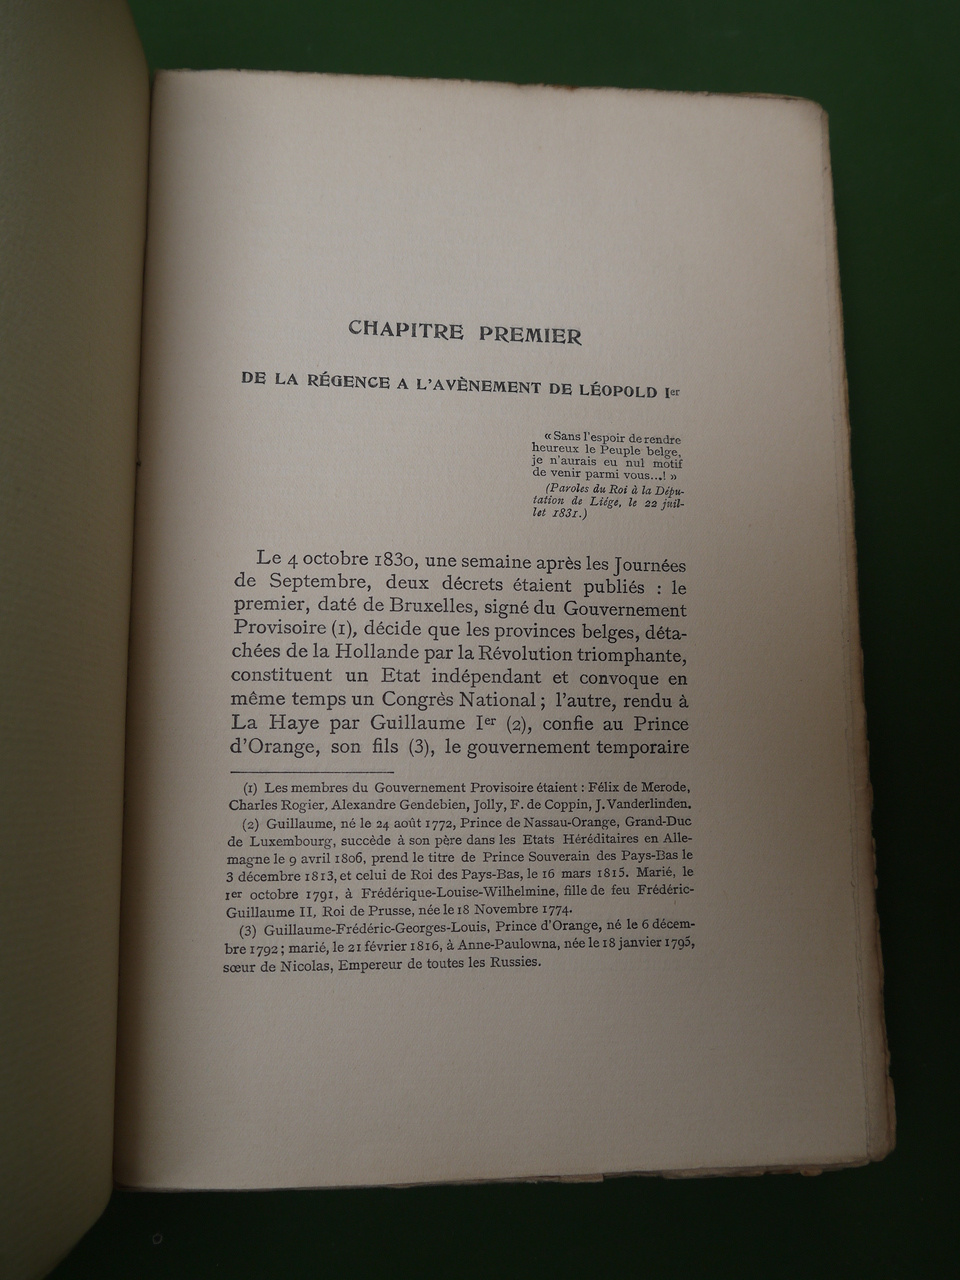 CHAPITRE PREMIER
DE LA RÉGENCE A L'AVÈNEMENT DE LÉOPOLD Ier
« Sans l'espoir de rendre
heureux le Peuple belge,
je n'aurais eu nul motif
de venir parmi vous...! »
(Paroles du Roi à la Dépu-
tation de Liége, le 22 juil-
let 1831.)
Le 4 octobre 1830, une semaine après les Journées
de Septembre, deux décrets étaient publiés : le
premier, daté de Bruxelles, signé du Gouvernement
Provisoire (1), décide que les provinces belges, déta-
chées de la Hollande par la Révolution triomphante,
constituent un Etat indépendant et convoque en
même temps un Congrès National ; l'autre, rendu à
La Haye par Guillaume Ier (2), confie au Prince
d'Orange, son fils (3), le gouvernement temporaire
(1) Les membres du Gouvernement Provisoire étaient : Félix de Merode,
Charles Rogier, Alexandre Gendebien, Jolly, F. de Coppin, J. Vanderlinden.
(2) Guillaume, né le 24 août 1772, Prince de Nassau-Orange, Grand-Duc
de Luxembourg, succède à son père dans les Etats Héréditaires en Alle-
magne le 9 avril 1806, prend le titre de Prince Souverain des Pays-Bas le
3 décembre 1813, et celui de Roi des Pays-Bas, le 16 mars 1815. Marié, le
1er octobre 1791, à Frédérique-Louise-Wilhelmine, fille de feu Frédéric-
Guillaume II, Roi de Prusse, née le 18 Novembre 1774.
(3) Guillaume-Frédéric-Georges-Louis, Prince d'Orange, né le 6 décem-
bre 1792 ; marié, le 21 février 1816, à Anne-Paulowna, née le 18 janvier 1795,
sœur de Nicolas, Empereur de toutes les Russies.